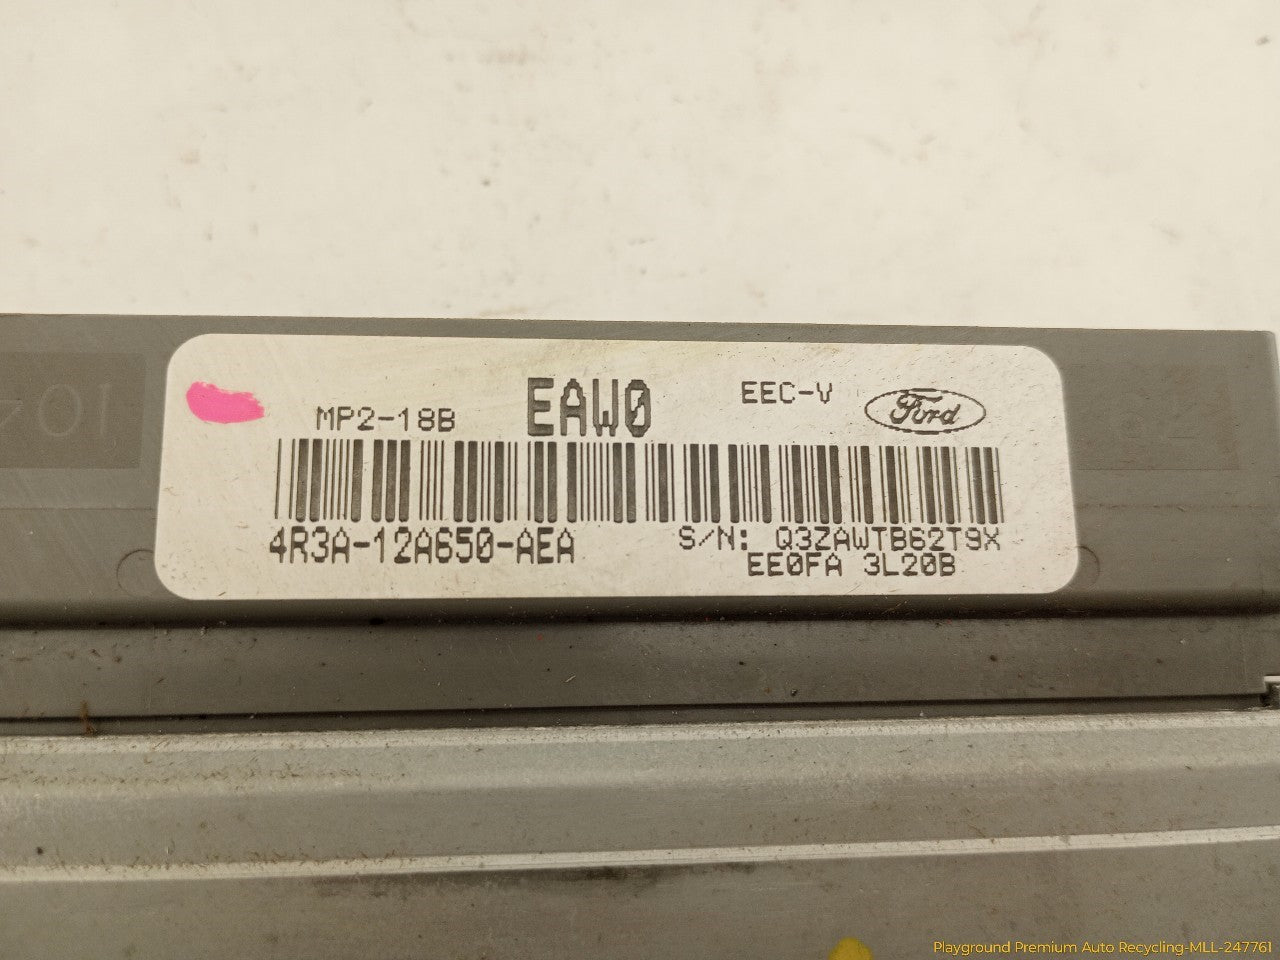 MP2-18B EAW0 EEC-V Ford
4R3A-12A650-AEA S/N: Q3ZAWTB62T9X
EE0FA 3L20B
Playground Premium Auto Recycling-MLL-247761